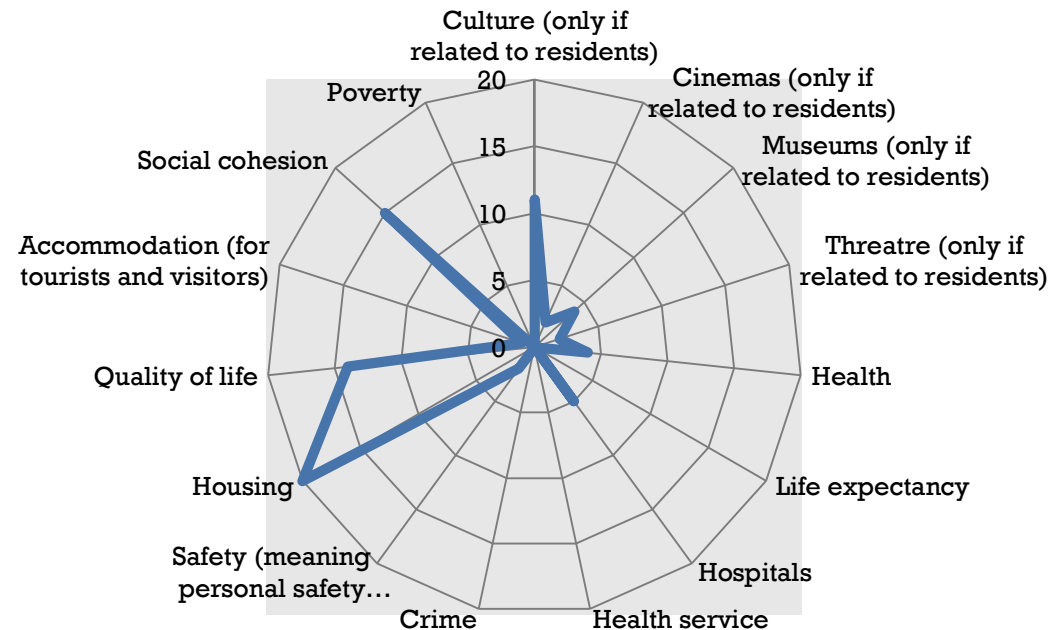 Culture (only if
related to residents)
Cinemas (only if
related to residents)
Museums (only if
related to residents)
Threatre (only if
related to residents)
Health
Life expectancy
Hospitals
Health service
Crime
Safety (meaning
personal safety…
Housing
Quality of life
Accommodation (for
tourists and visitors)
Social cohesion
Poverty
20
15
10
5
0